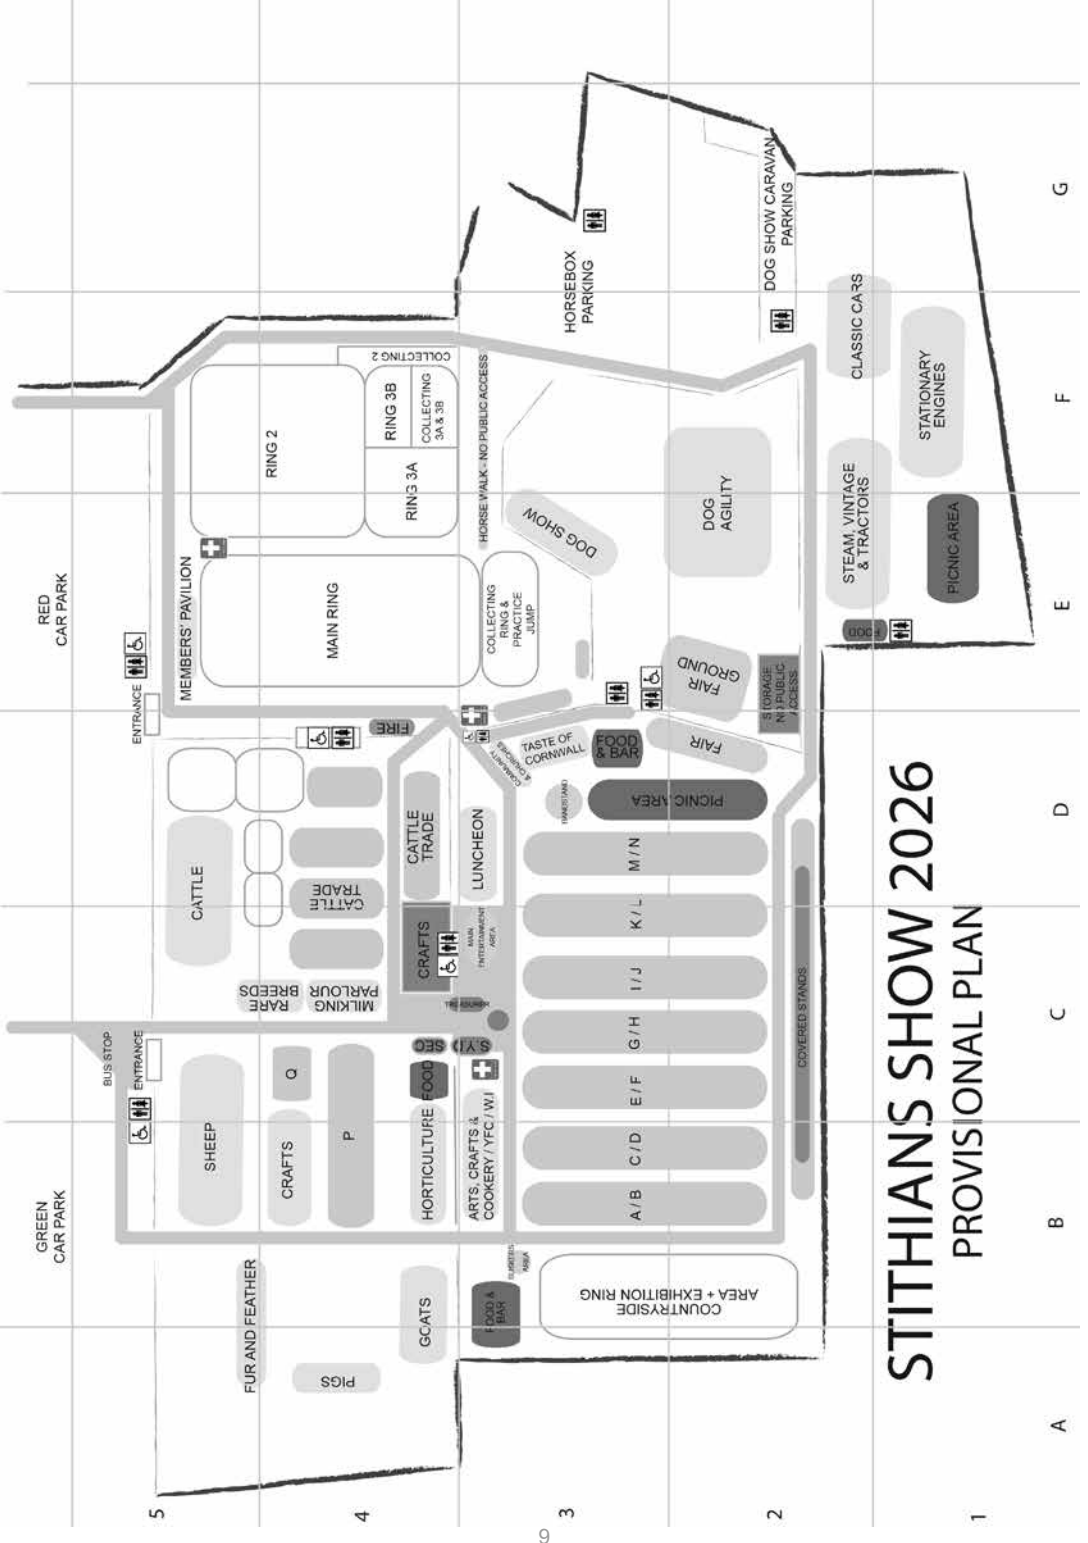 STITHIANS SHOW 2026
PROVISIONAL PLAN
GREEN
CAR PARK
BUS STOP
ENTRANCE
ENTRANCE
RED
CAR PARK
FUR AND FEATHER
PIGS
GOATS
SHEEP
CRAFTS
Q
P
HORTICULTURE
FOOD
SEC
ARTS, CRAFTS &
COOKERY / YFC / W.I
S.Y.D
FOOD &
BAR
AREA
COUNTRYSIDE
AREA + EXHIBITION RING
RARE
BREEDS
MILKING
PARLOUR
CATTLE
CATTLE
TRADE
CATTLE
TRADE
CRAFTS
MAIN
ENTERTAINMENT
AREA
LUNCHEON
FIRE
COMMUNITY
& CHURCHES
TASTE OF
CORNWALL
FOOD
& BAR
BANDSTAND
PICNIC AREA
A / B
C / D
E / F
G / H
I / J
K / L
M / N
COVERED STANDS
FAIR
FAIR
GROUND
STORAGE
NO PUBLIC
ACCESS
MEMBERS' PAVILION
MAIN RING
COLLECTING
RING &
PRACTICE
JUMP
RING 2
RING 3A
RING 3B
COLLECTING
3A & 3B
COLLECTING 2
HORSE WALK - NO PUBLIC ACCESS
DOG SHOW
DOG
AGILITY
HORSEBOX
PARKING
DOG SHOW CARAVAN
PARKING
FOOD
STEAM, VINTAGE
& TRACTORS
CLASSIC CARS
STATIONARY
ENGINES
PICNIC AREA
5
4
3
2
1
A
B
C
D
E
F
G
9